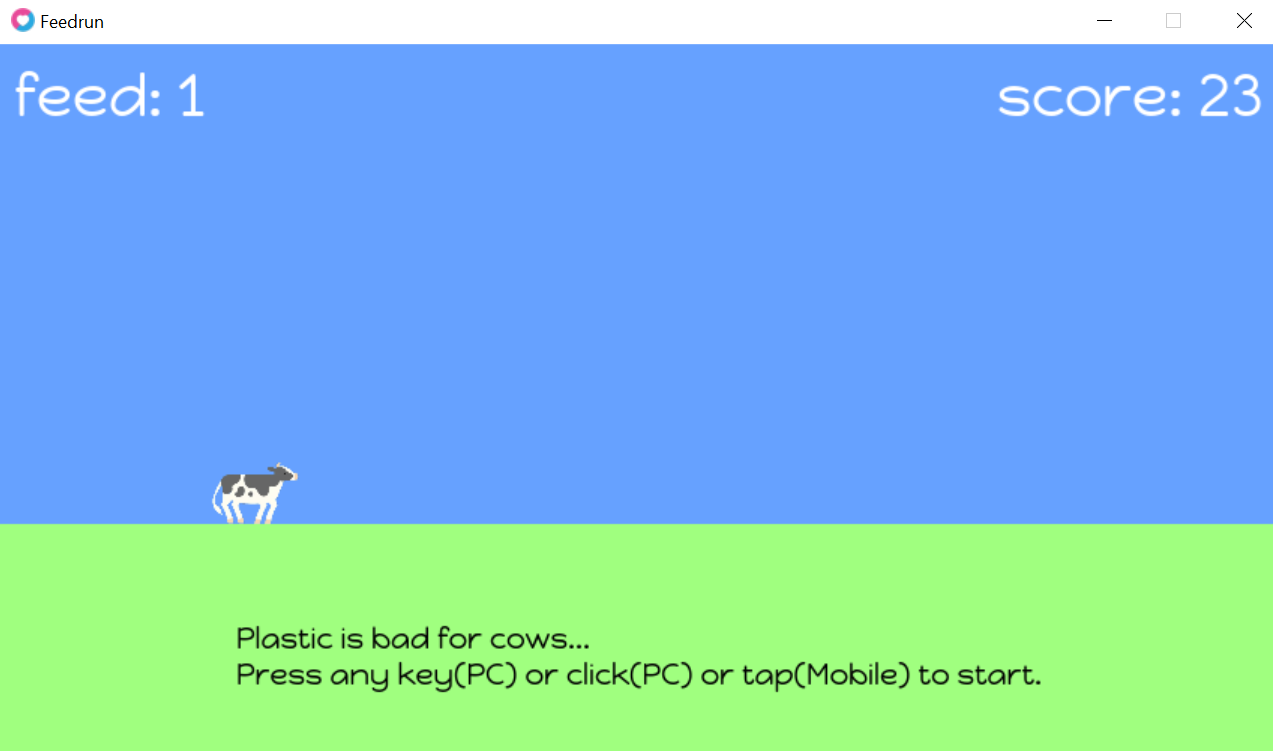 Feedrun
feed: 1
score: 23
Plastic is bad for cows...
Press any key(PC) or click(PC) or tap(Mobile) to start.